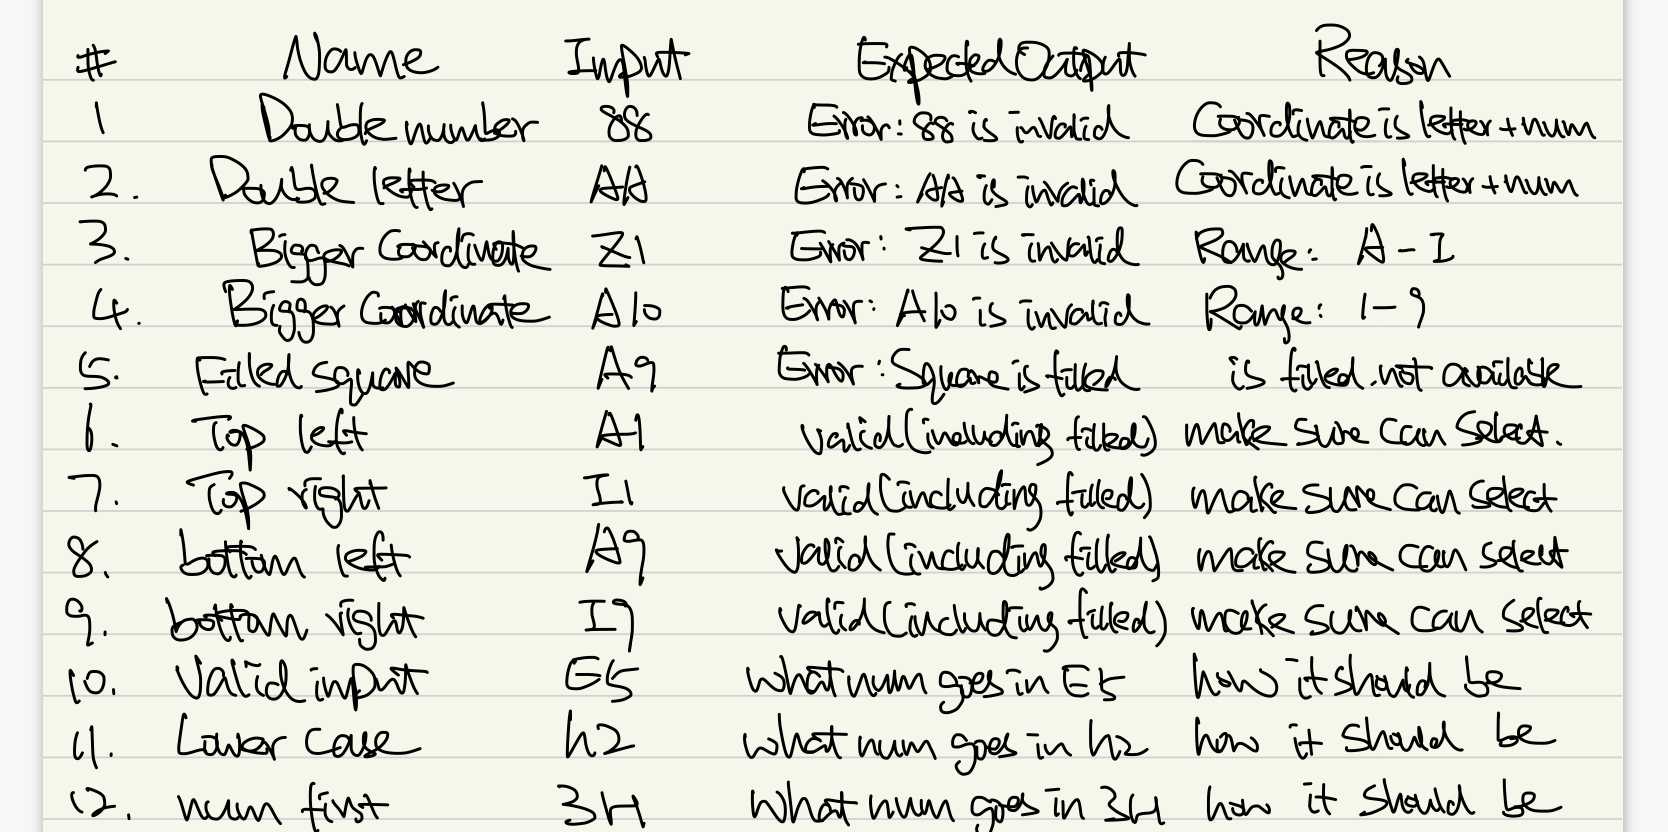 # Name Input Expected Output Reason
1 Double number 88 Error: 88 is invalid Coordinate is letter+num
2. Double letter AA Error: AA is invalid Coordinate is letter+num
3. Bigger Coordinate Z1 Error: Z1 is invalid Range: A-I
4. Bigger Coordinate A10 Error: A10 is invalid Range: 1-9
5. Filled square A9 Error: Square is filled is filled. not available
6. Top left A1 valid (including filled) make sure can select.
7. Top right I1 valid (including filled) make sure can select
8. bottom left A9 valid (including filled) make sure can select
9. bottom right I9 valid (including filled) make sure can select
10. Valid input E5 what num goes in E5 how it should be
11. Lower case h2 what num goes in h2 how it should be
12. num first 3H what num goes in 3H how it should be